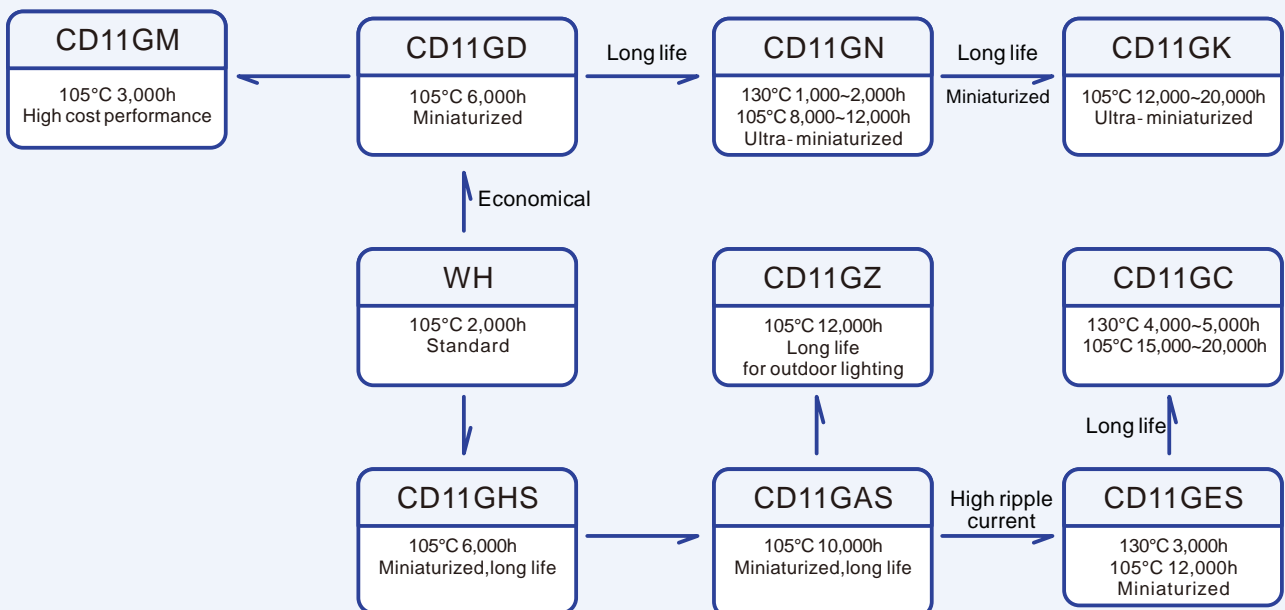 CD11GM
105°C 3,000h
High cost performance
CD11GD
105°C 6,000h
Miniaturized
Long life
CD11GN
130°C 1,000~2,000h
105°C 8,000~12,000h
Ultra- miniaturized
Long life
Miniaturized
CD11GK
105°C 12,000~20,000h
Ultra- miniaturized
Economical
WH
105°C 2,000h
Standard
CD11GZ
105°C 12,000h
Long life
for outdoor lighting
CD11GC
130°C 4,000~5,000h
105°C 15,000~20,000h
Long life
CD11GHS
105°C 6,000h
Miniaturized,long life
CD11GAS
105°C 10,000h
Miniaturized,long life
High ripple
current
CD11GES
130°C 3,000h
105°C 12,000h
Miniaturized